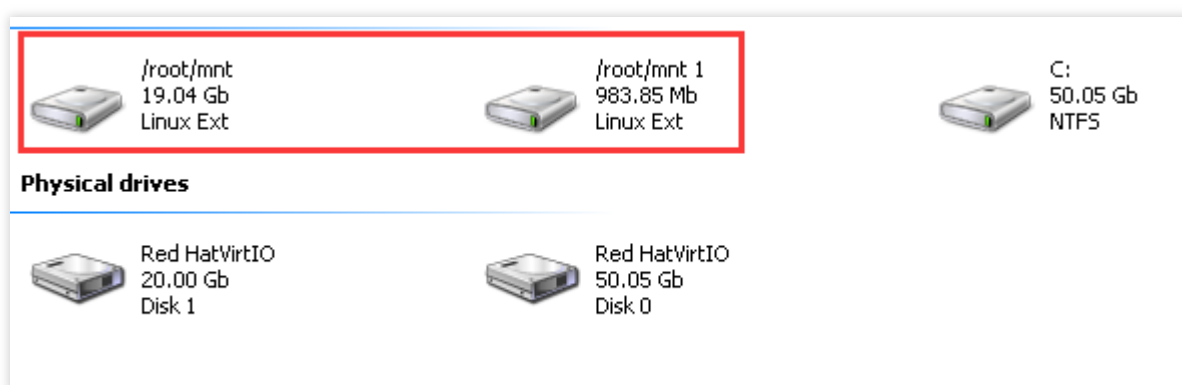 /root/mnt
19.04 Gb
Linux Ext
/root/mnt 1
983.85 Mb
Linux Ext
C:
50.05 Gb
NTFS
Physical drives
Red HatVirtIO
20.00 Gb
Disk 1
Red HatVirtIO
50.05 Gb
Disk 0